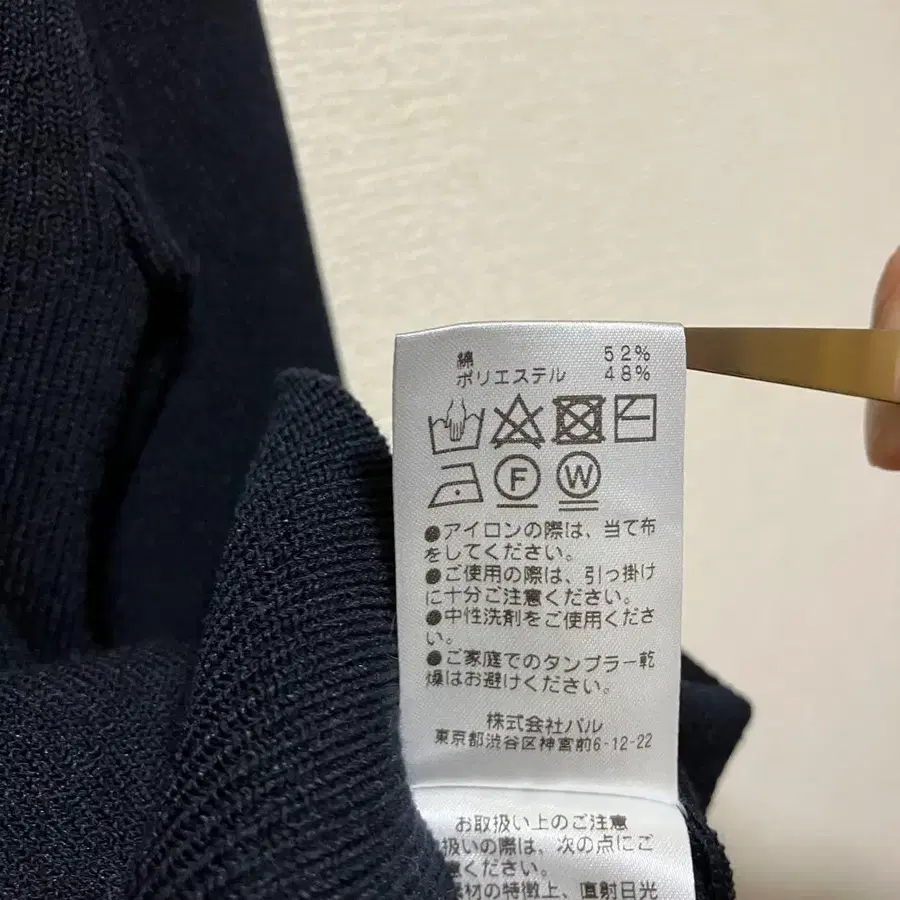 綿 52%
ポリエステル 48%
F W
●アイロンの際は、当て布
をしてください。
●ご使用の際は、引っ掛け
に十分ご注意ください。
●中性洗剤をご使用くださ
い。
●ご家庭でのタンブラー乾
燥はお避けください。
株式会社パル
東京都渋谷区神宮前6-12-22
お取扱い上のご注意
扱いの際は、次の点にご
ください。
素材の特徴上、直射日光